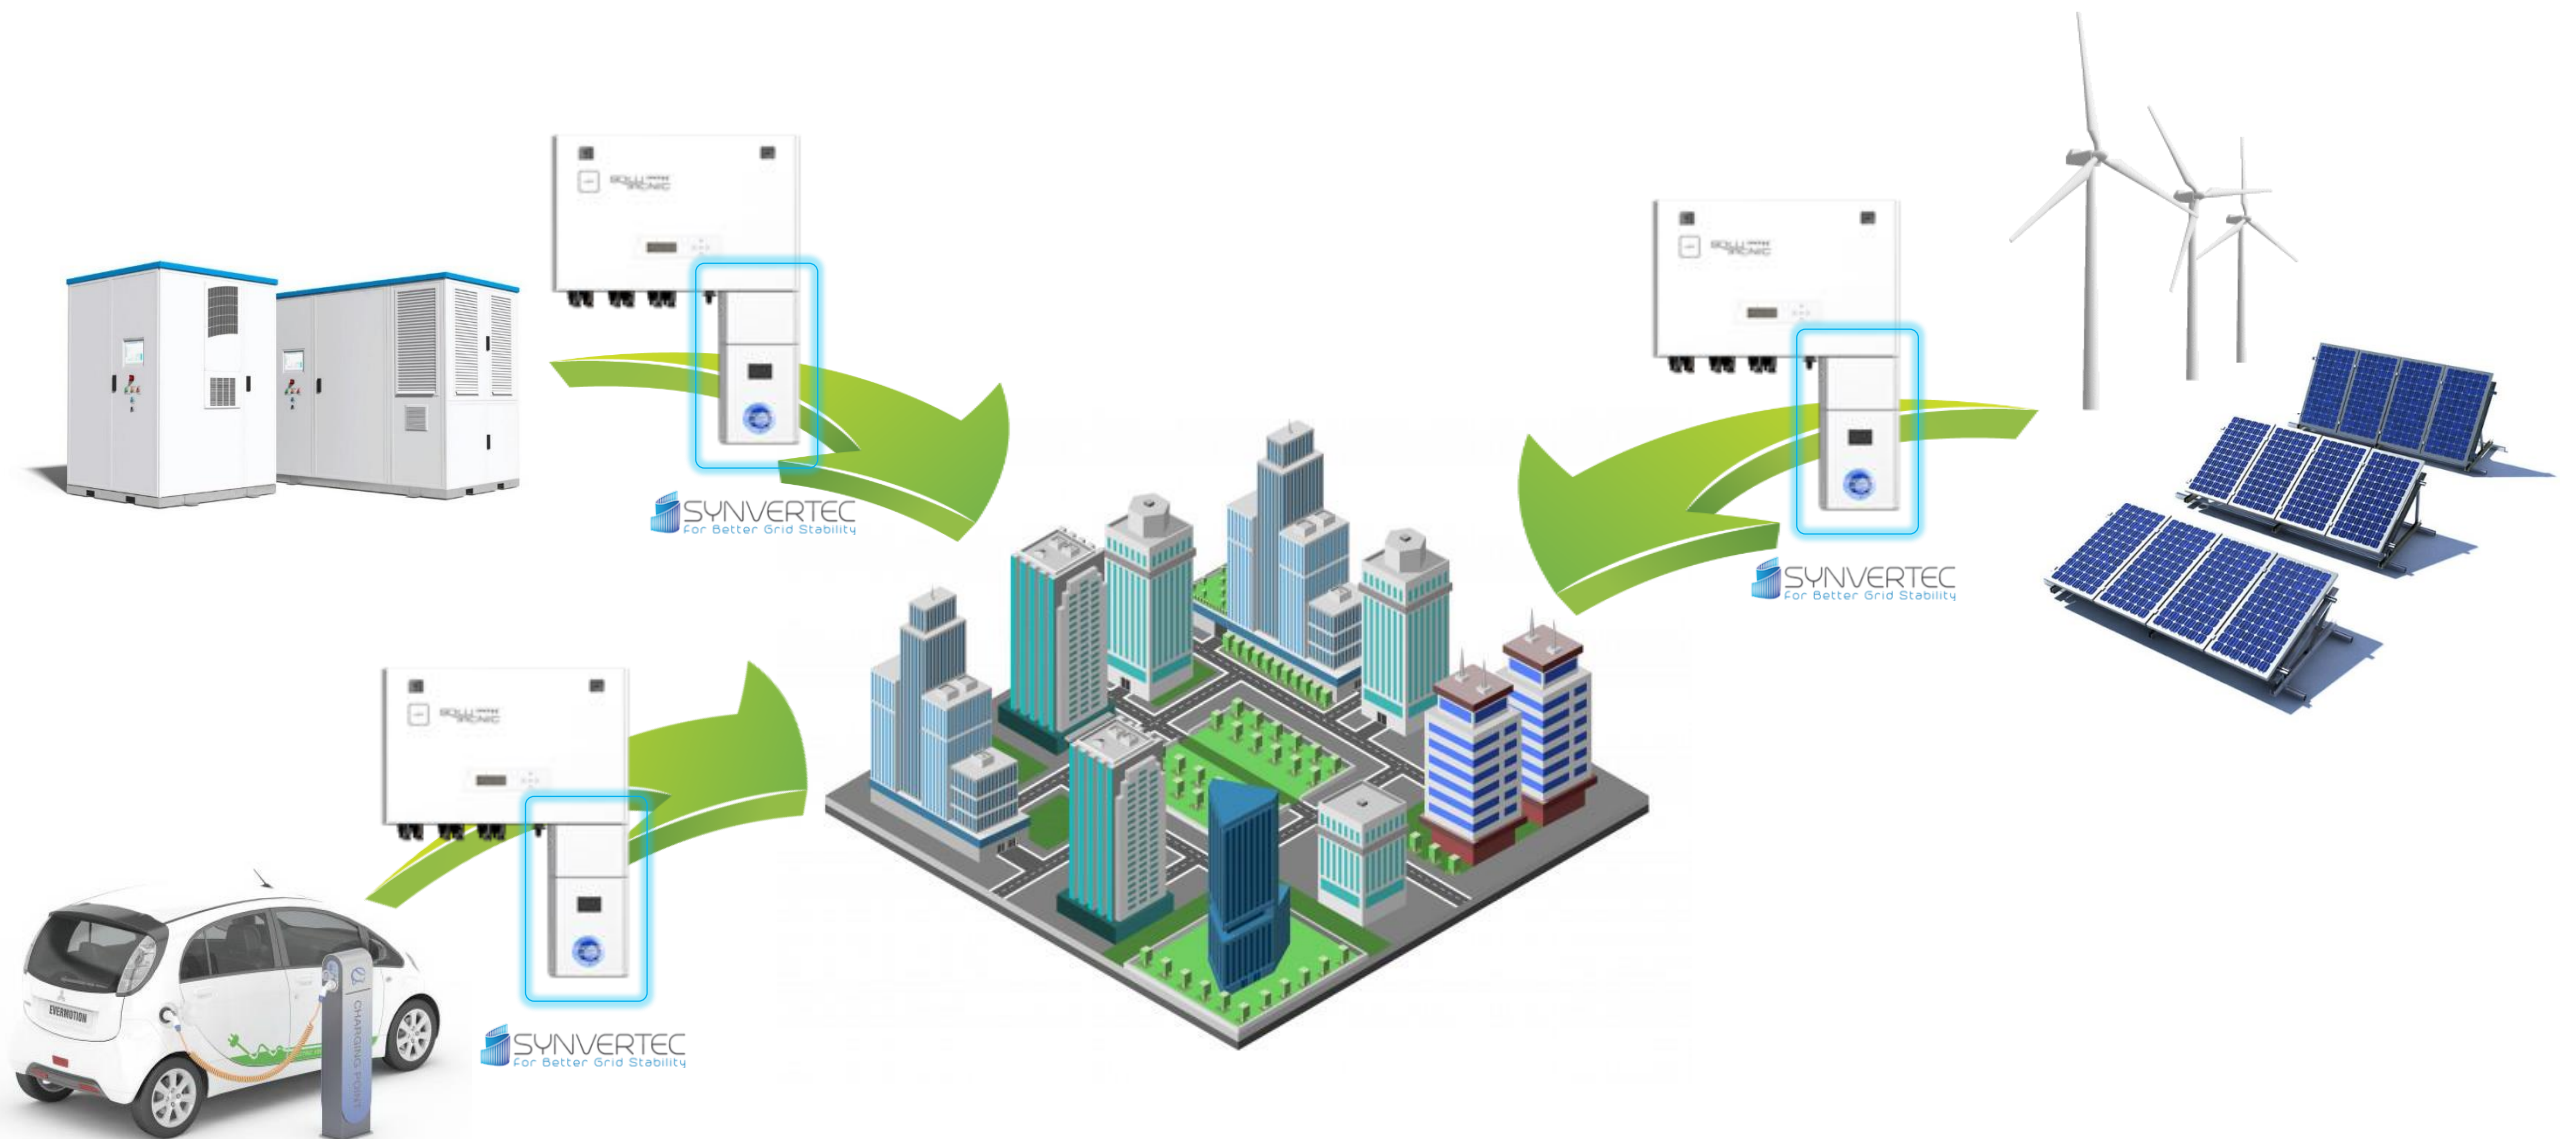 SYNVERTEC
For Better Grid Stability
SYNVERTEC
For Better Grid Stability
EVERMOTION
CHARGING POINT
SYNVERTEC
For Better Grid Stability